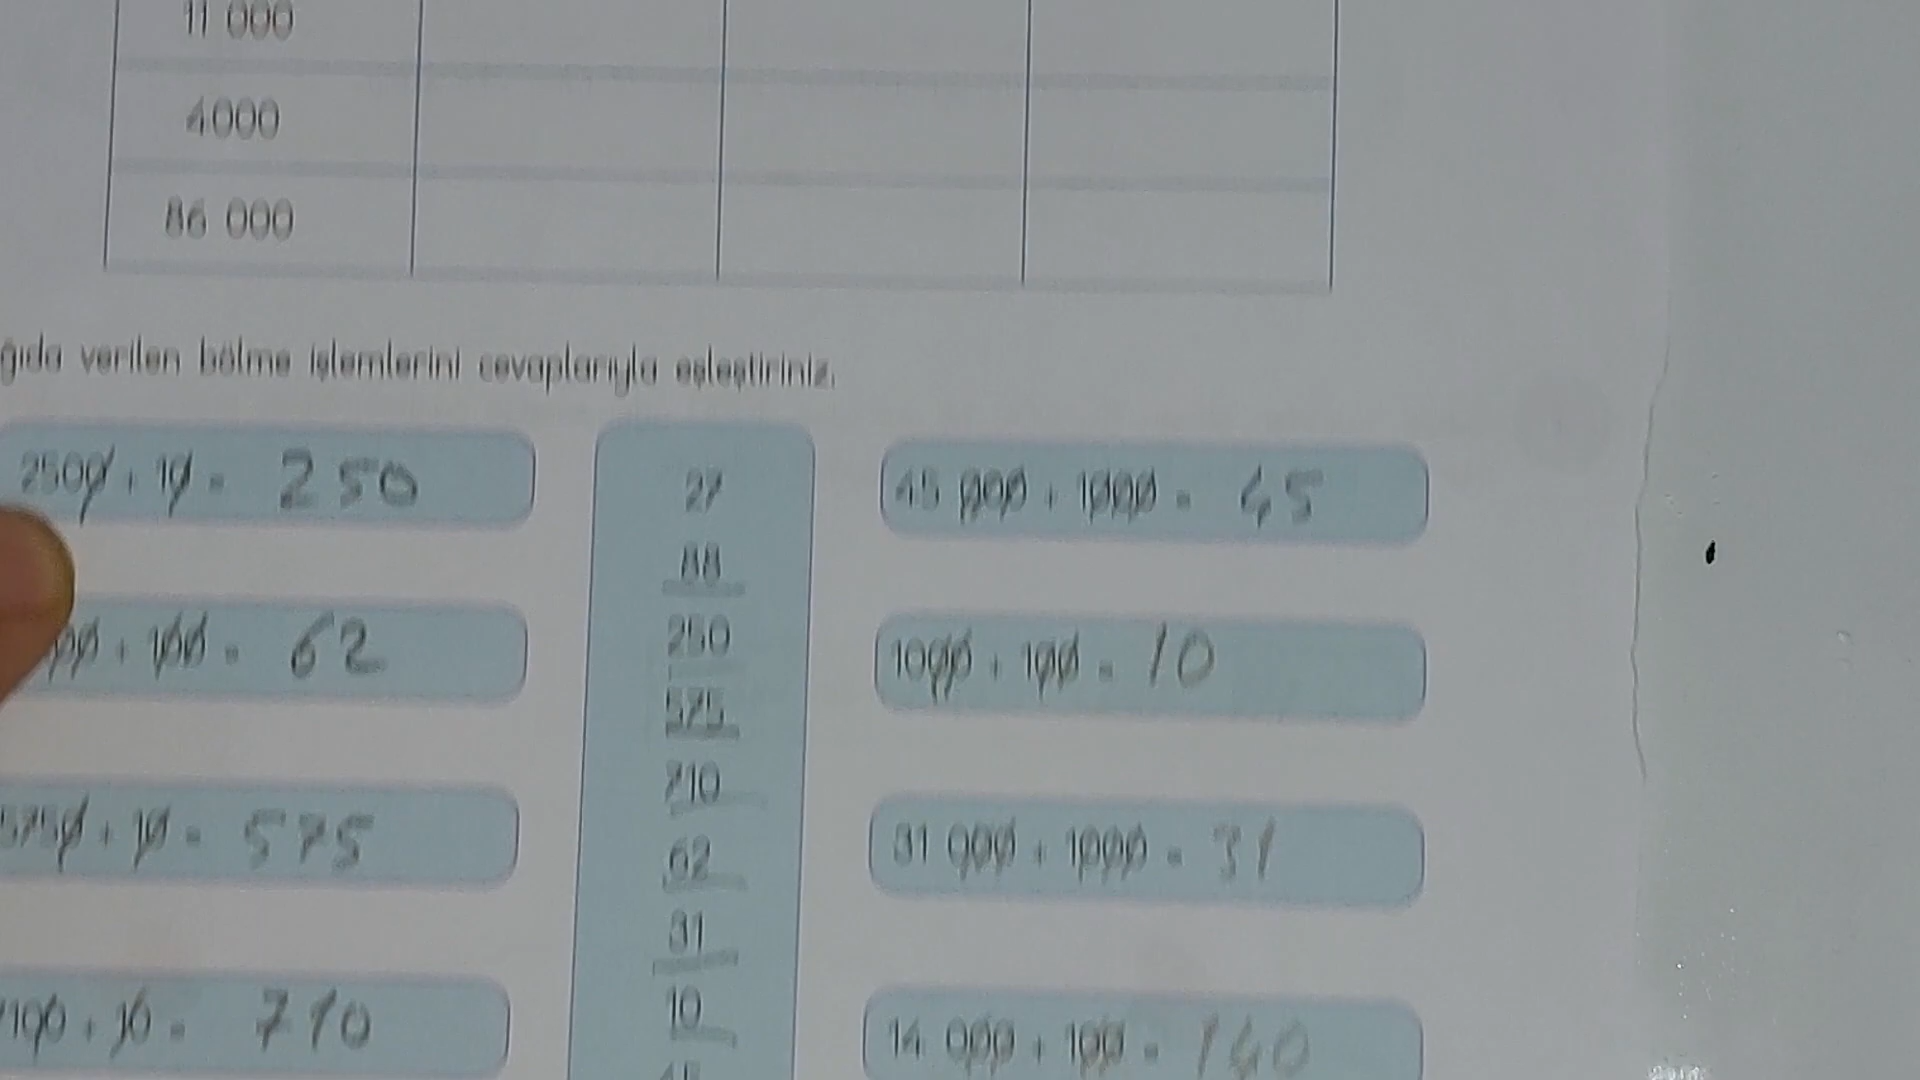 11 000
4000
86 000
ğıda verilen bölme işlemlerini cevaplarıyla eşleştiriniz.
2500 ÷ 10 = 250
00 ÷ 100 = 62
5750 ÷ 10 = 575
7100 ÷ 10 = 710
27
88
250
575
710
62
31
10
45 000 ÷ 1000 = 45
1000 ÷ 100 = 10
31 000 ÷ 1000 = 31
14 000 ÷ 100 = 140